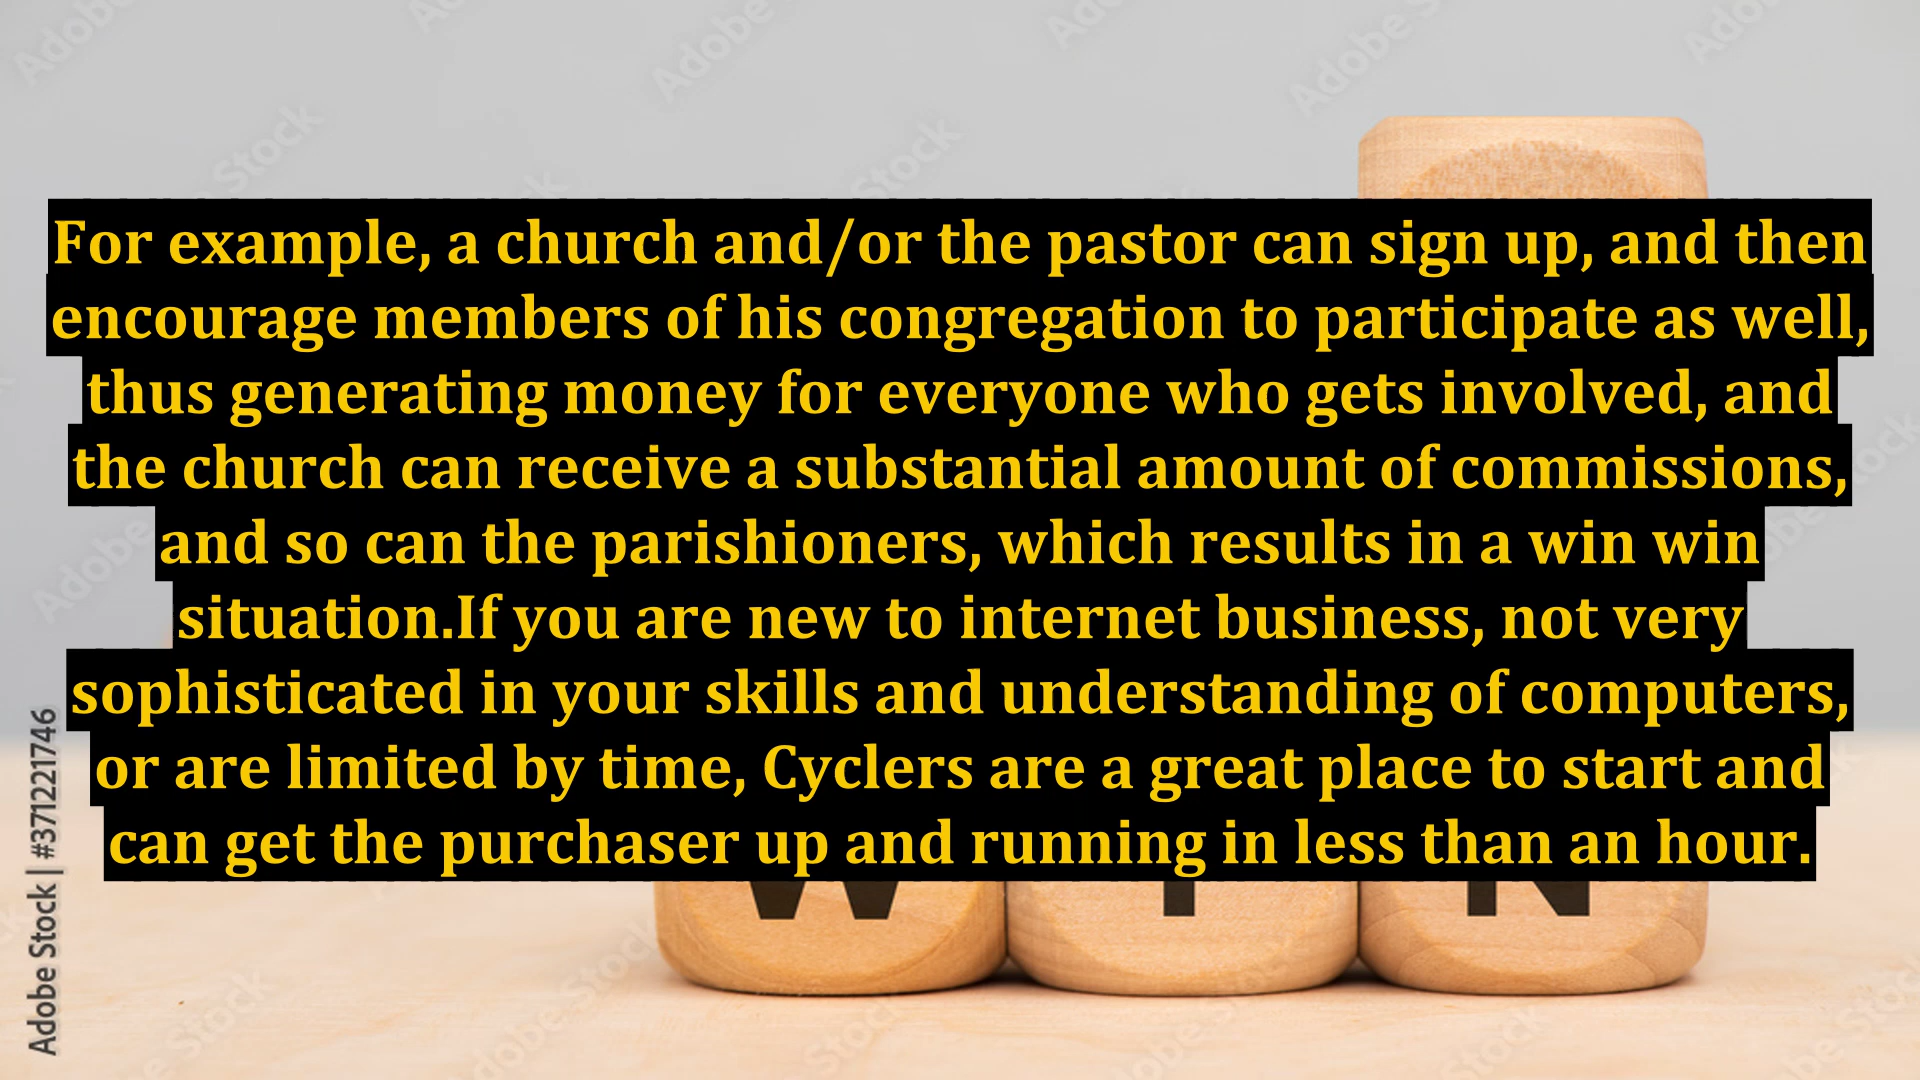 For example, a church and/or the pastor can sign up, and then
encourage members of his congregation to participate as well,
thus generating money for everyone who gets involved, and
the church can receive a substantial amount of commissions,
and so can the parishioners, which results in a win win
situation.If you are new to internet business, not very
sophisticated in your skills and understanding of computers,
or are limited by time, Cyclers are a great place to start and
can get the purchaser up and running in less than an hour.
W I N
Adobe Stock | #371221746
Adobe Stock